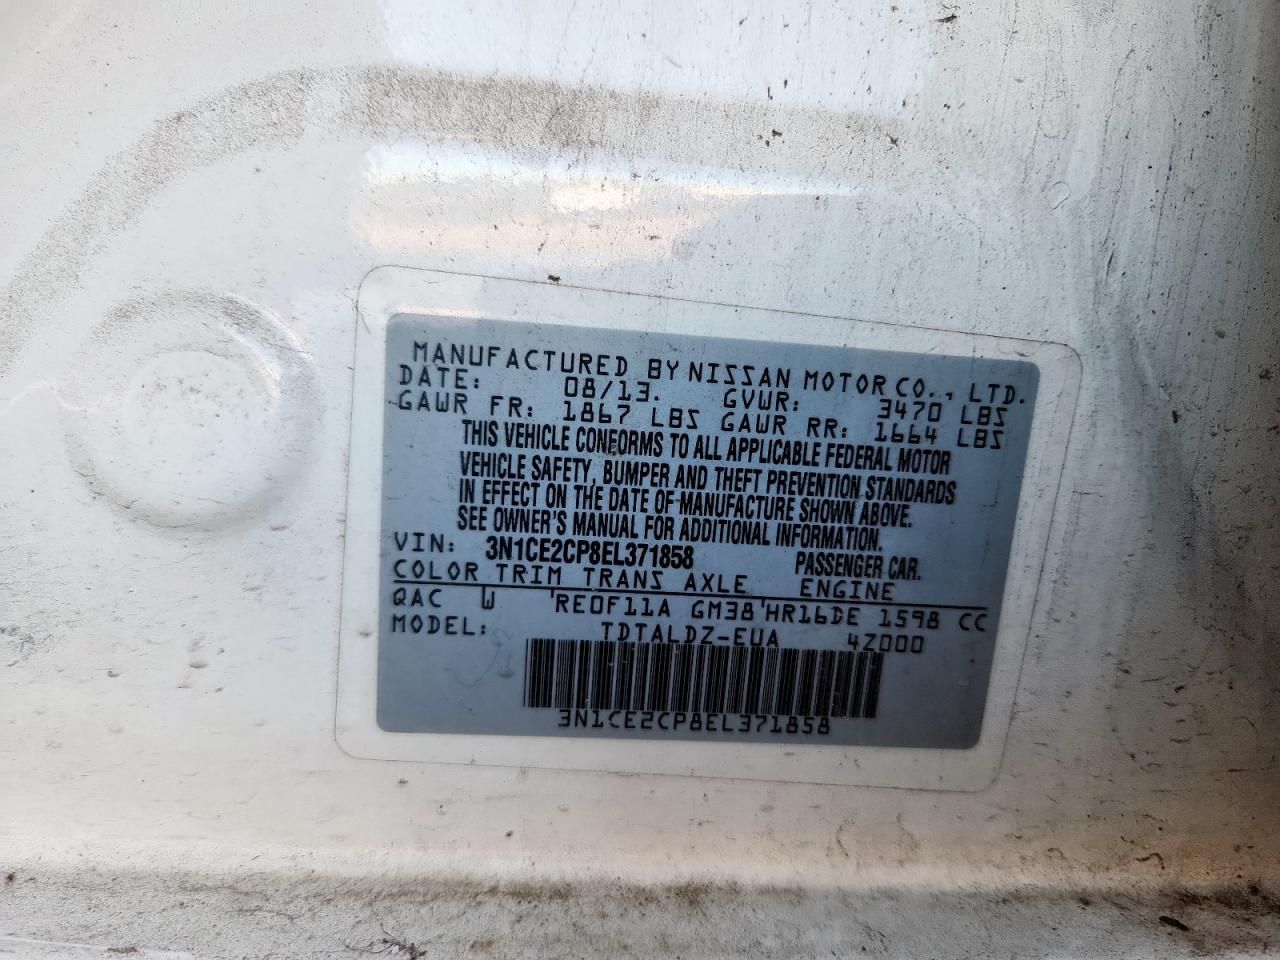 MANUFACTURED BY NISSAN MOTOR CO., LTD.
DATE: 08/13. GVWR: 3470 LBS
GAWR FR: 1867 LBS GAWR RR: 1664 LBS
THIS VEHICLE CONFORMS TO ALL APPLICABLE FEDERAL MOTOR
VEHICLE SAFETY, BUMPER AND THEFT PREVENTION STANDARDS
IN EFFECT ON THE DATE OF MANUFACTURE SHOWN ABOVE.
SEE OWNER'S MANUAL FOR ADDITIONAL INFORMATION.
VIN: 3N1CE2CP8EL371858 PASSENGER CAR.
COLOR TRIM TRANS AXLE ENGINE
QAC W RE0F11A GM38 HR16DE 1598 CC
MODEL: TDTALDZ-EUA 4Z000
3N1CE2CP8EL371858